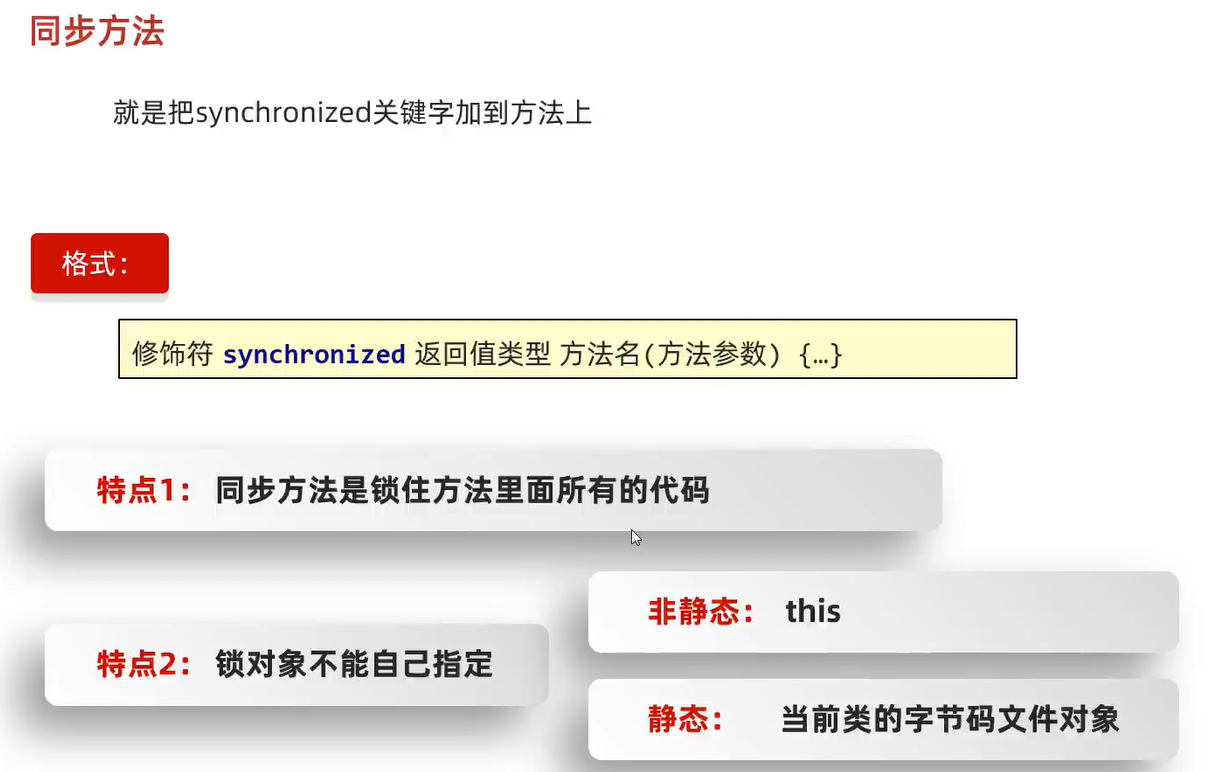 同步方法
就是把synchronized关键字加到方法上
格式：
修饰符 synchronized 返回值类型 方法名(方法参数) {…}
特点1： 同步方法是锁住方法里面所有的代码
特点2： 锁对象不能自己指定
非静态： this
静态： 当前类的字节码文件对象